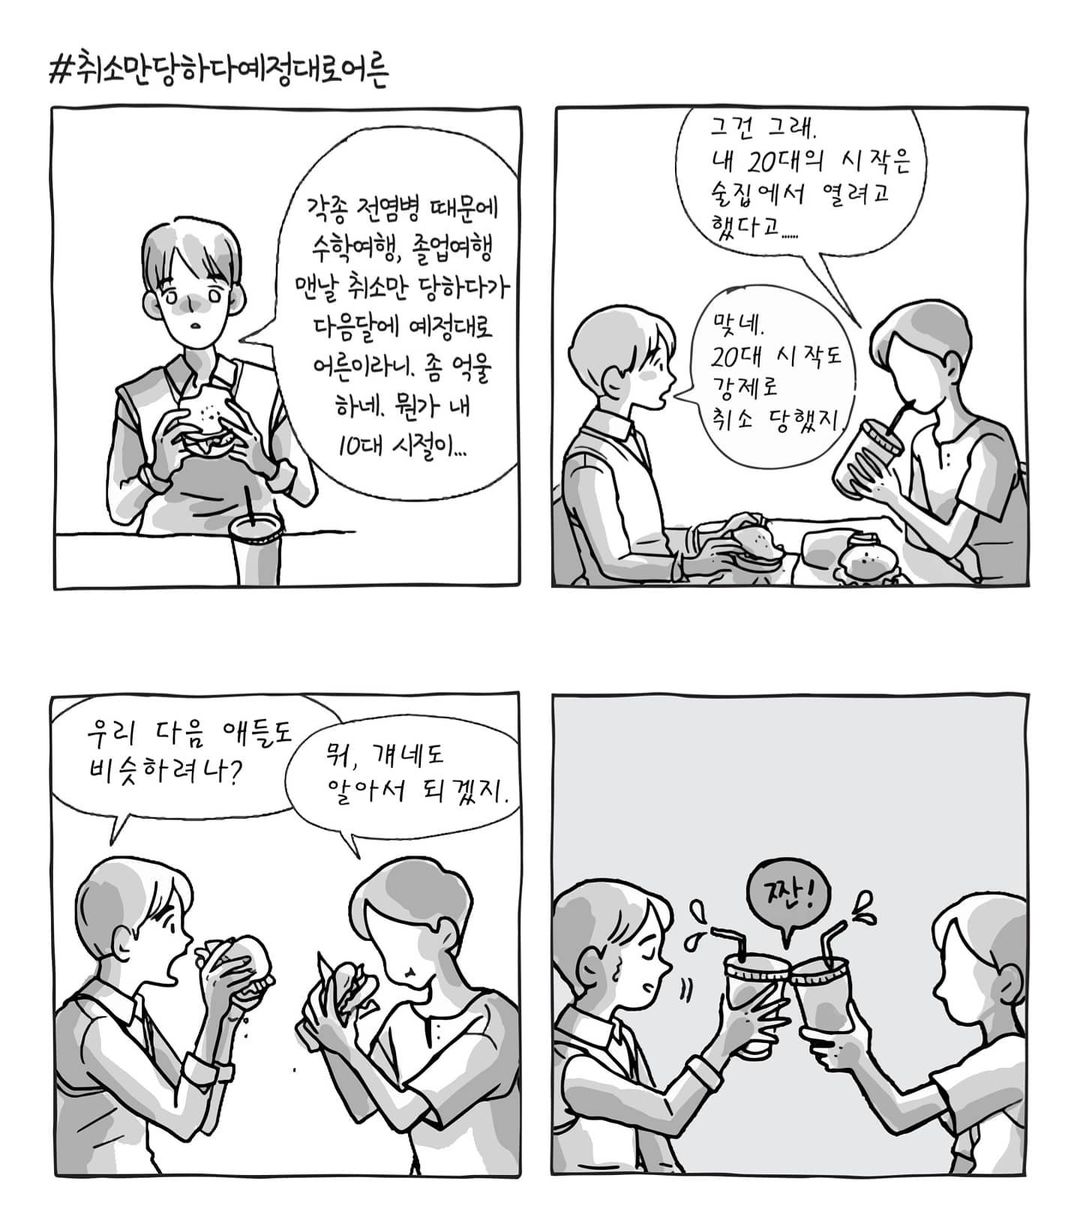 #취소만당하다예정대로어른
각종 전염병 때문에
수학여행, 졸업여행
맨날 취소만 당하다가
다음달에 예정대로
어른이라니. 좀 억울
하네. 뭔가 내
10대 시절이...
그건 그래.
내 20대의 시작은
술집에서 열려고
했다고......
맞네.
20대 시작도
강제로
취소 당했지.
우리 다음 애들도
비슷하려나?
뭐, 걔네도
알아서 되겠지.
짠!